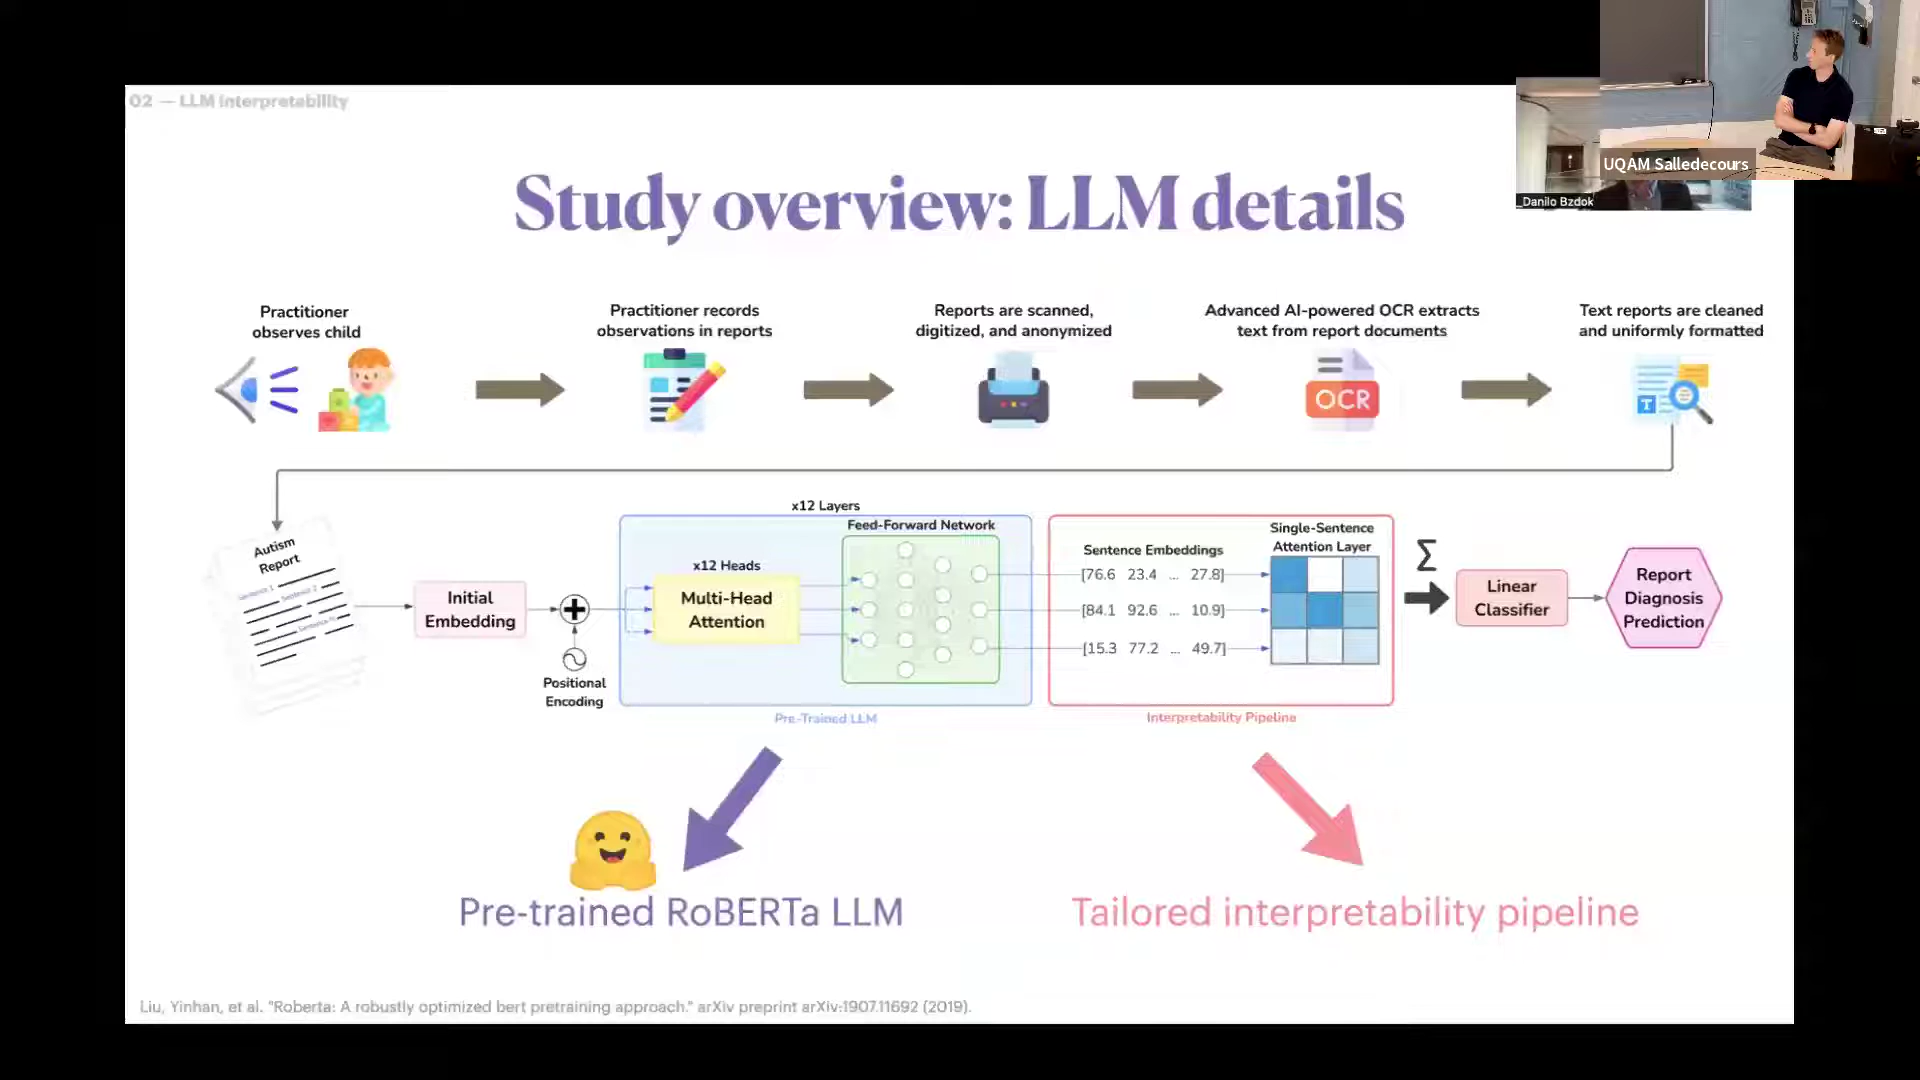 02 — LLM Interpretability
UQAM Salledecours
_Danilo Bzdok
Study overview: LLM details
Practitioner
observes child
Practitioner records
observations in reports
Reports are scanned,
digitized, and anonymized
Advanced AI-powered OCR extracts
text from report documents
Text reports are cleaned
and uniformly formatted
OCR
T
x12 Layers
Feed-Forward Network
x12 Heads
Multi-Head
Attention
Autism
Report
Sentence 1
Sentence 2
Initial
Embedding
Positional
Encoding
Pre-Trained LLM
Sentence Embeddings
[76.6 23.4 ... 27.8]
[84.1 92.6 ... 10.9]
[15.3 77.2 ... 49.7]
Single-Sentence
Attention Layer
Interpretability Pipeline
Σ
Linear
Classifier
Report
Diagnosis
Prediction
Pre-trained RoBERTa LLM
Tailored interpretability pipeline
Liu, Yinhan, et al. "Roberta: A robustly optimized bert pretraining approach." arXiv preprint arXiv:1907.11692 (2019).